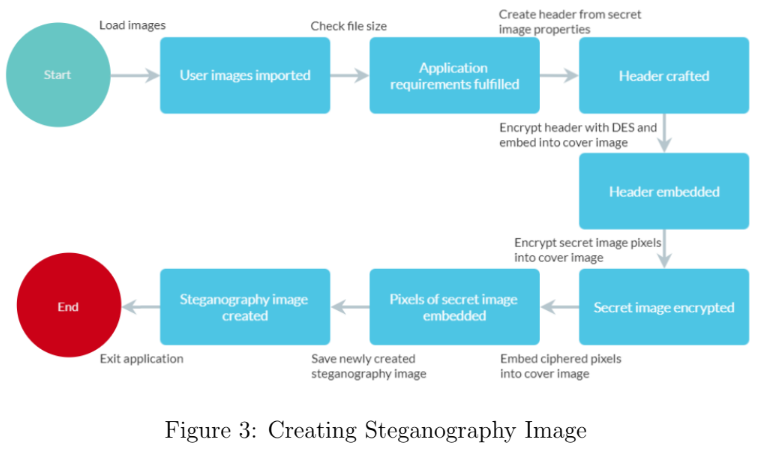 Load images
Check file size
Create header from secret
image properties
Start
User images imported
Application
requirements fulfilled
Header crafted
Encrypt header with DES and
embed into cover image
Header embedded
Encrypt secret image pixels
into cover image
End
Steganography image
created
Pixels of secret image
embedded
Secret image encrypted
Exit application
Save newly created
steganography image
Embed ciphered pixels
into cover image
Figure 3: Creating Steganography Image